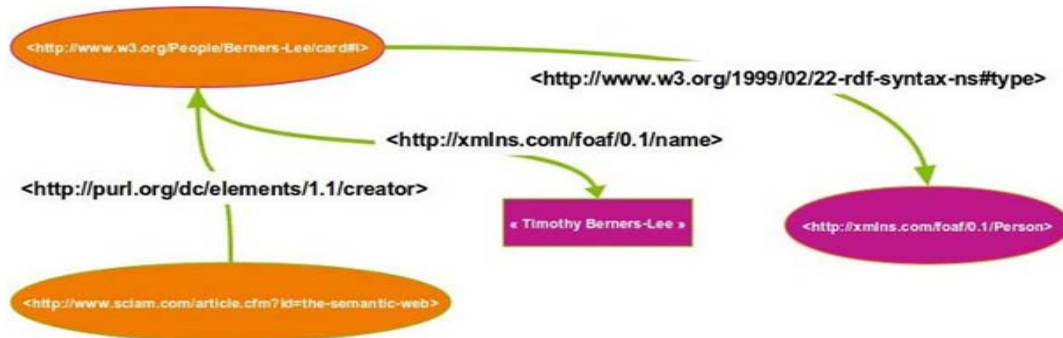 <http://www.w3.org/People/Berners-Lee/card#i>
<http://www.w3.org/1999/02/22-rdf-syntax-ns#type>
<http://xmlns.com/foaf/0.1/name>
<http://purl.org/dc/elements/1.1/creator>
« Timothy Berners-Lee »
<http://xmlns.com/foaf/0.1/Person>
<http://www.sciam.com/article.cfm?id=the-semantic-web>